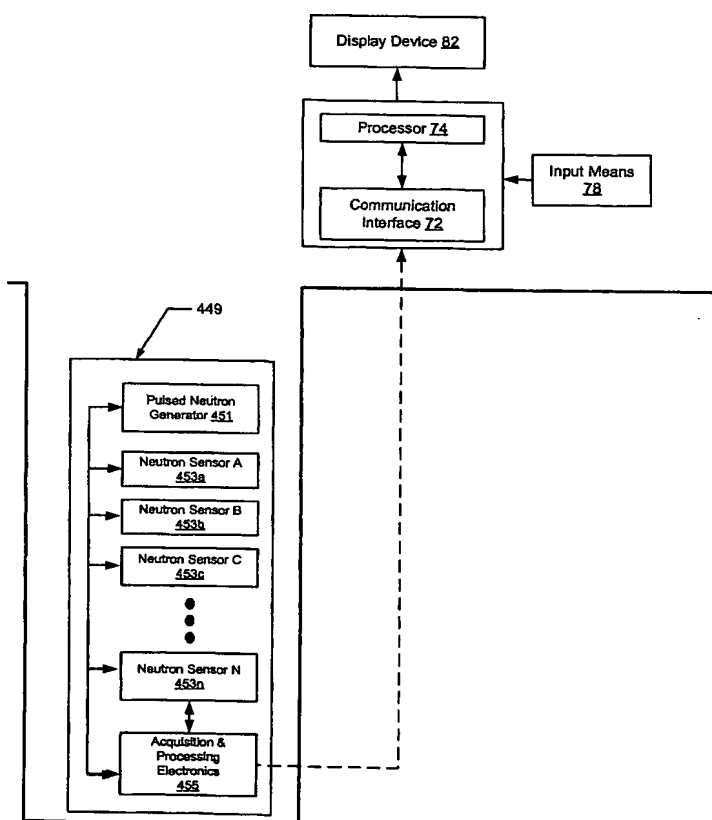 Display Device 82
Processor 74
Communication
Interface 72
Input Means
78
449
Pulsed Neutron
Generator 451
Neutron Sensor A
453a
Neutron Sensor B
453b
Neutron Sensor C
453c
Neutron Sensor N
453n
Acquisition &
Processing
Electronics
455